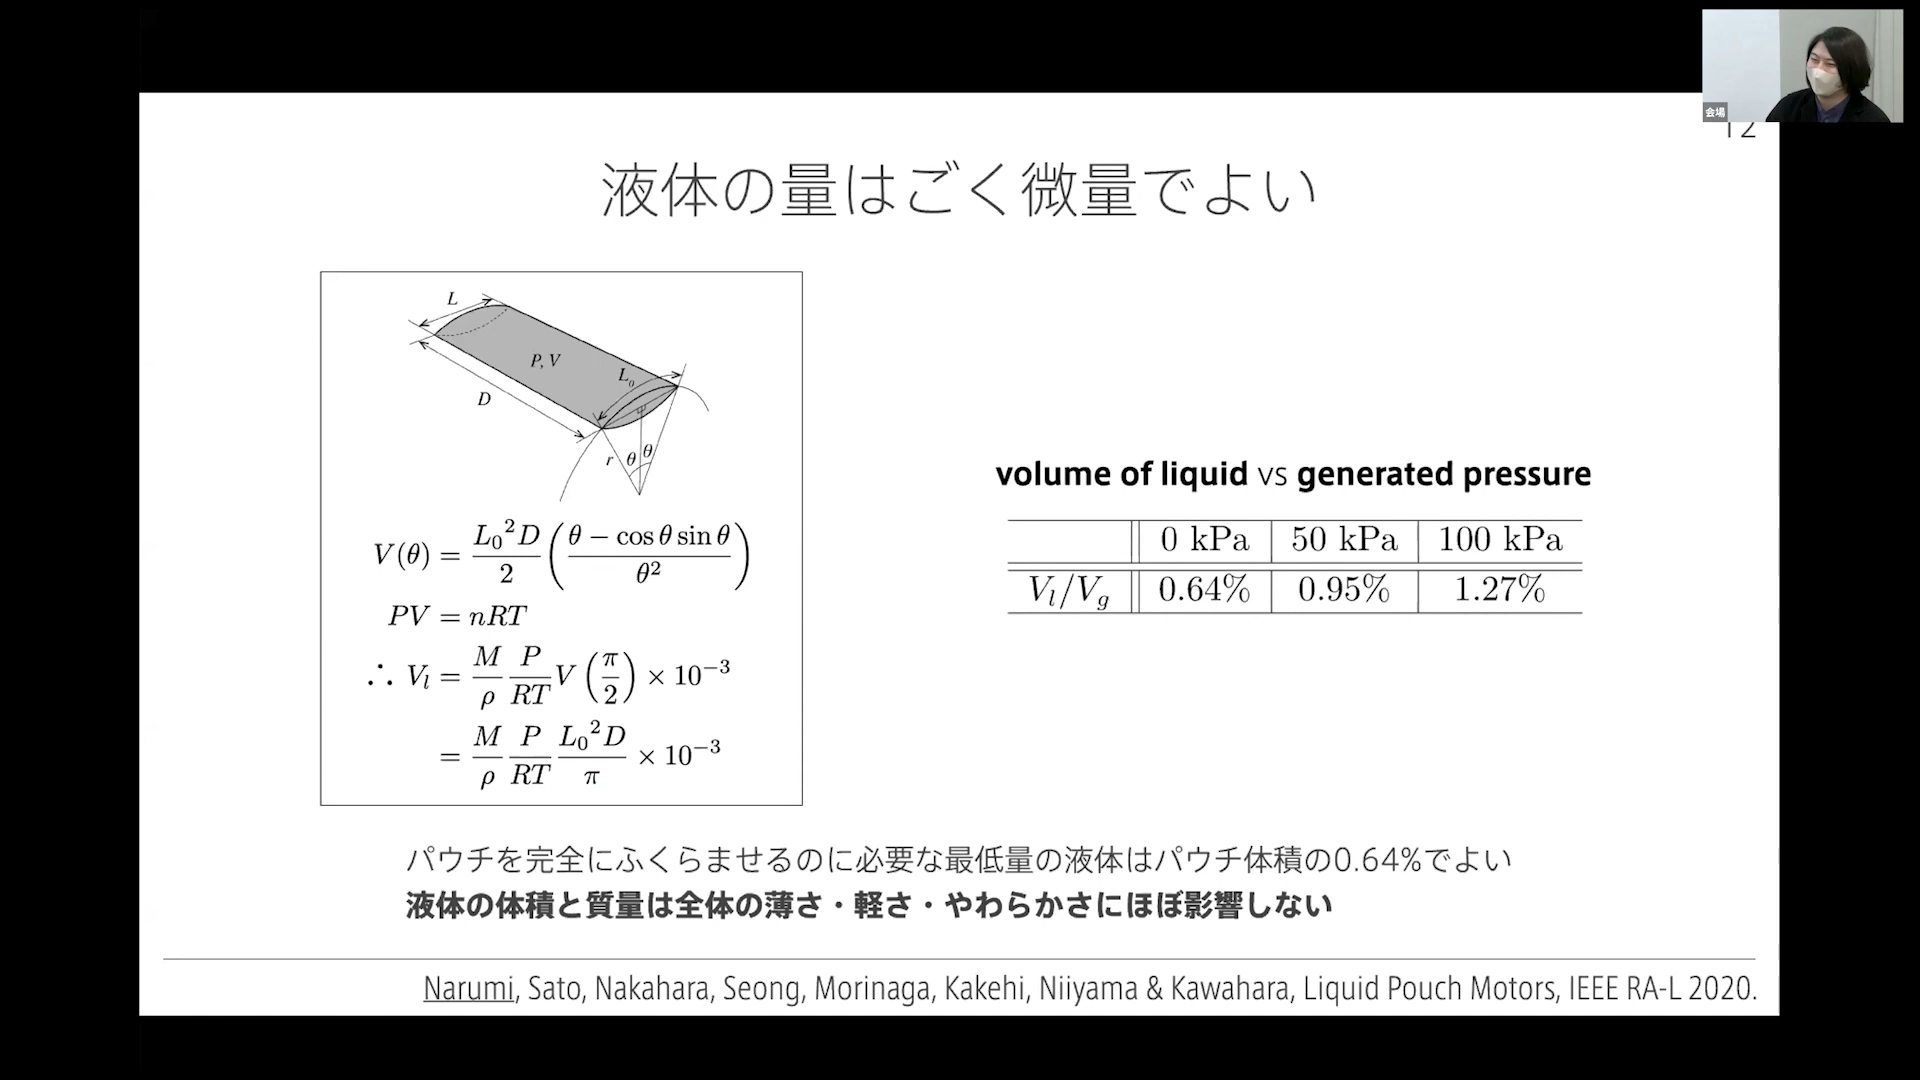 会場
12
液体の量はごく微量でよい
L
P, V
L₀
D
r θ θ
V(θ) = L₀²D/2 (θ − cos θ sin θ / θ²)
PV = nRT
∴ Vₗ = M/ρ P/RT V(π/2) × 10⁻³
= M/ρ P/RT L₀²D/π × 10⁻³
volume of liquid vs generated pressure
0 kPa 50 kPa 100 kPa
Vₗ/V_g 0.64% 0.95% 1.27%
パウチを完全にふくらませるのに必要な最低量の液体はパウチ体積の0.64%でよい
液体の体積と質量は全体の薄さ・軽さ・やわらかさにほぼ影響しない
Narumi, Sato, Nakahara, Seong, Morinaga, Kakehi, Niiyama & Kawahara, Liquid Pouch Motors, IEEE RA-L 2020.